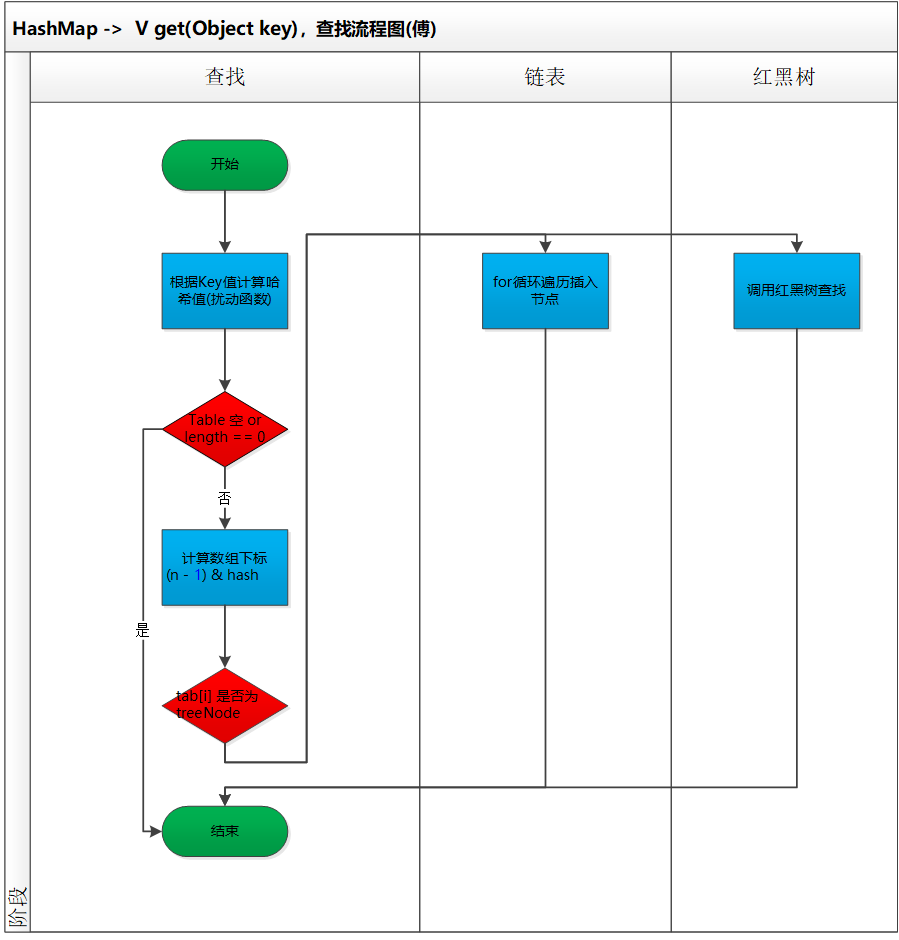 HashMap -> V get(Object key)，查找流程图(傅)
查找
链表
红黑树
开始
根据Key值计算哈
希值(扰动函数)
for循环遍历插入
节点
调用红黑树查找
Table 空 or
length == 0
否
计算数组下标
(n - 1) & hash
是
tab[i] 是否为
treeNode
结束
阶段